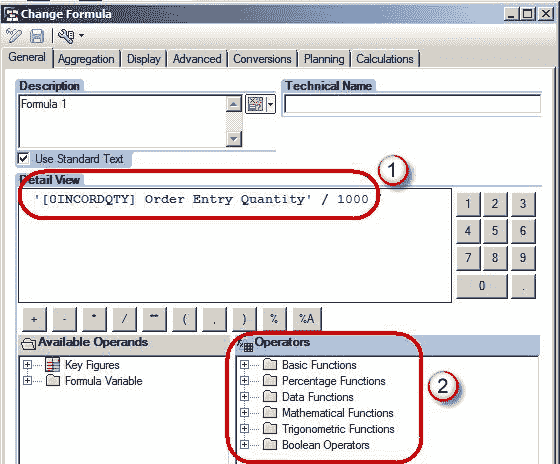 Change Formula
General Aggregation Display Advanced Conversions Planning Calculations
Description
Technical Name
Formula 1
Use Standard Text
1
Detail View
'[0INCORDQTY] Order Entry Quantity' / 1000
1 2 3
4 5 6
7 8 9
0 .
+ - * / ** ( , ) % %A
Available Operands
Operators
Key Figures
Formula Variable
Basic Functions
Percentage Functions
Data Functions
Mathematical Functions
Trigonometric Functions
Boolean Operators
2